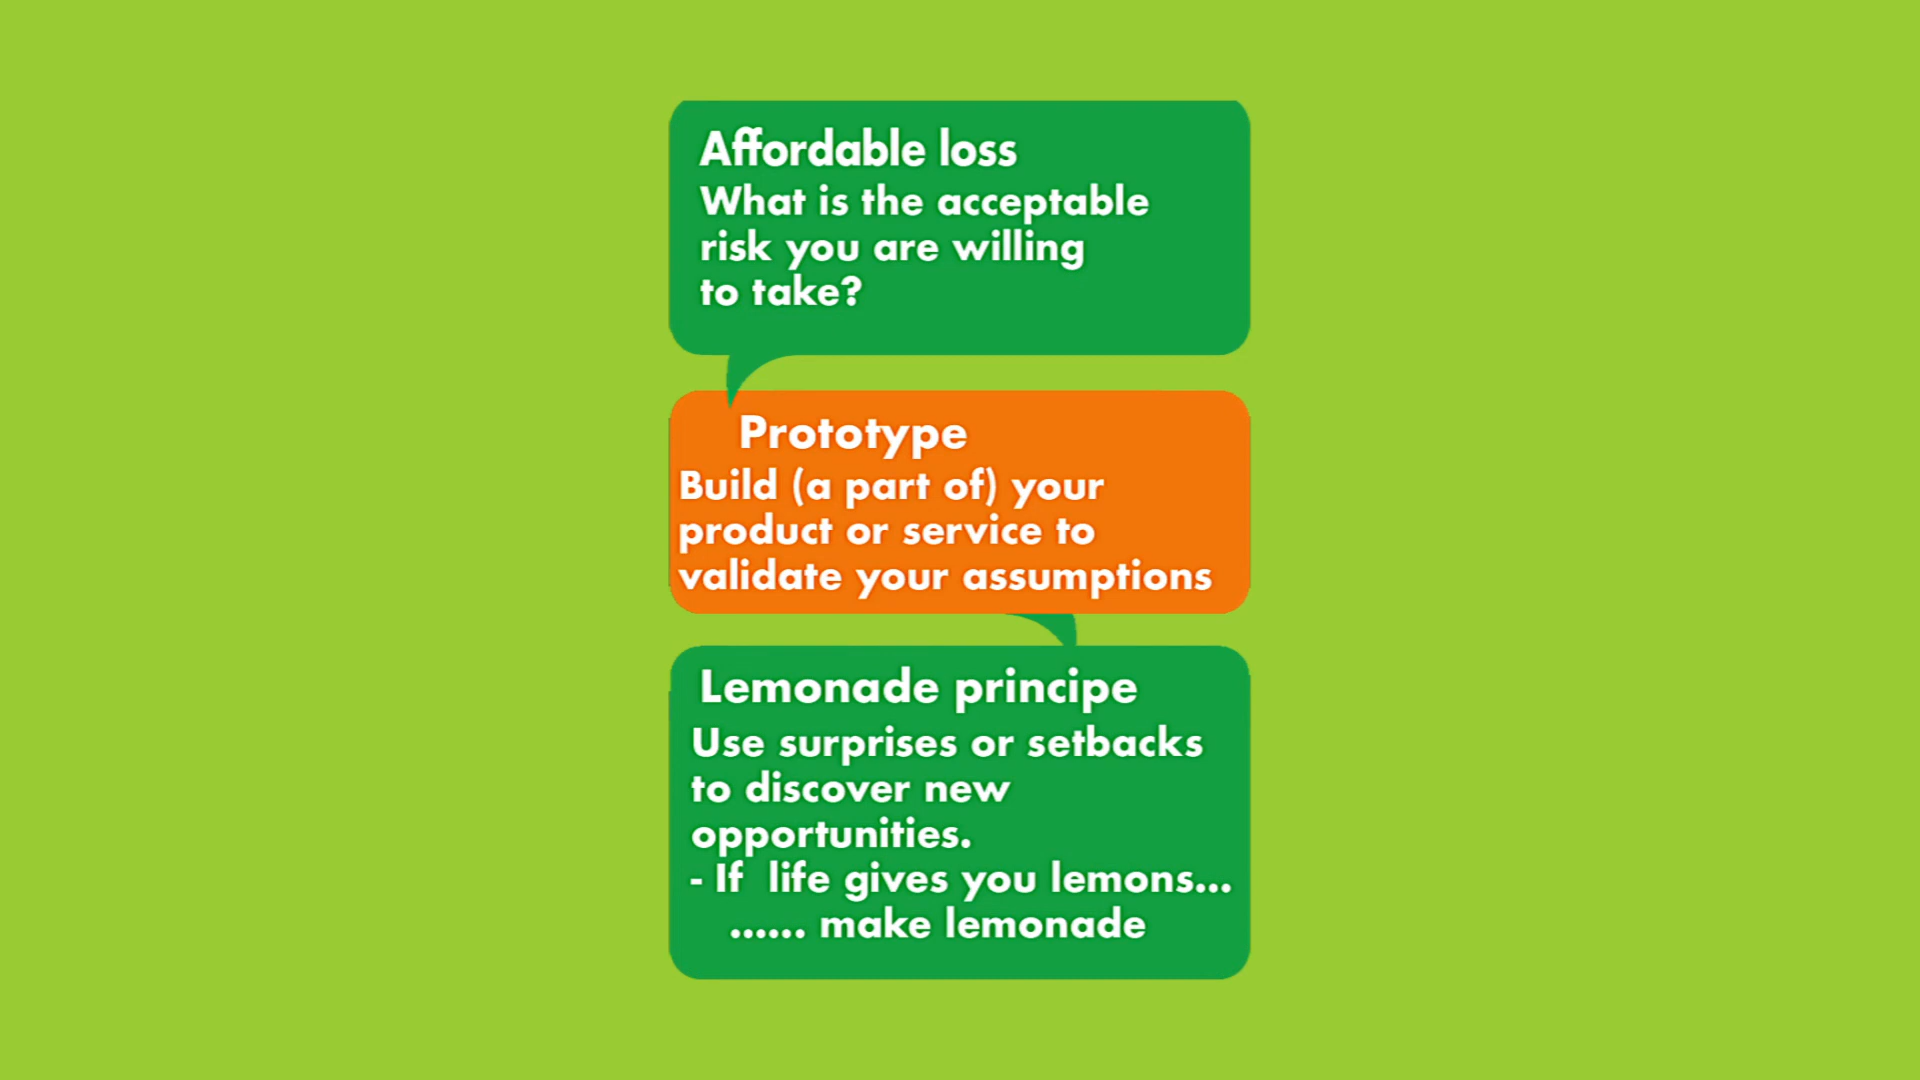 Affordable loss
What is the acceptable
risk you are willing
to take?
Prototype
Build (a part of) your
product or service to
validate your assumptions
Lemonade principe
Use surprises or setbacks
to discover new
opportunities.
- If life gives you lemons...
...... make lemonade